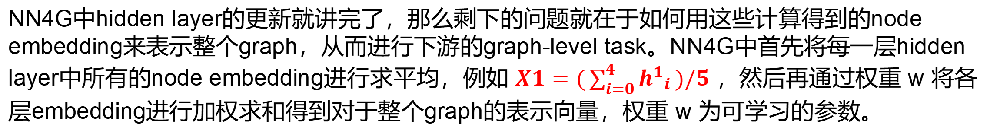 NN4G中hidden layer的更新就讲完了，那么剩下的问题就在于如何用这些计算得到的node
embedding来表示整个graph，从而进行下游的graph-level task。NN4G中首先将每一层hidden
layer中所有的node embedding进行求平均，例如 X1 = (∑_{i=0}^{4} h^1_i)/5 ，然后再通过权重 w 将各
层embedding进行加权求和得到对于整个graph的表示向量，权重 w 为可学习的参数。